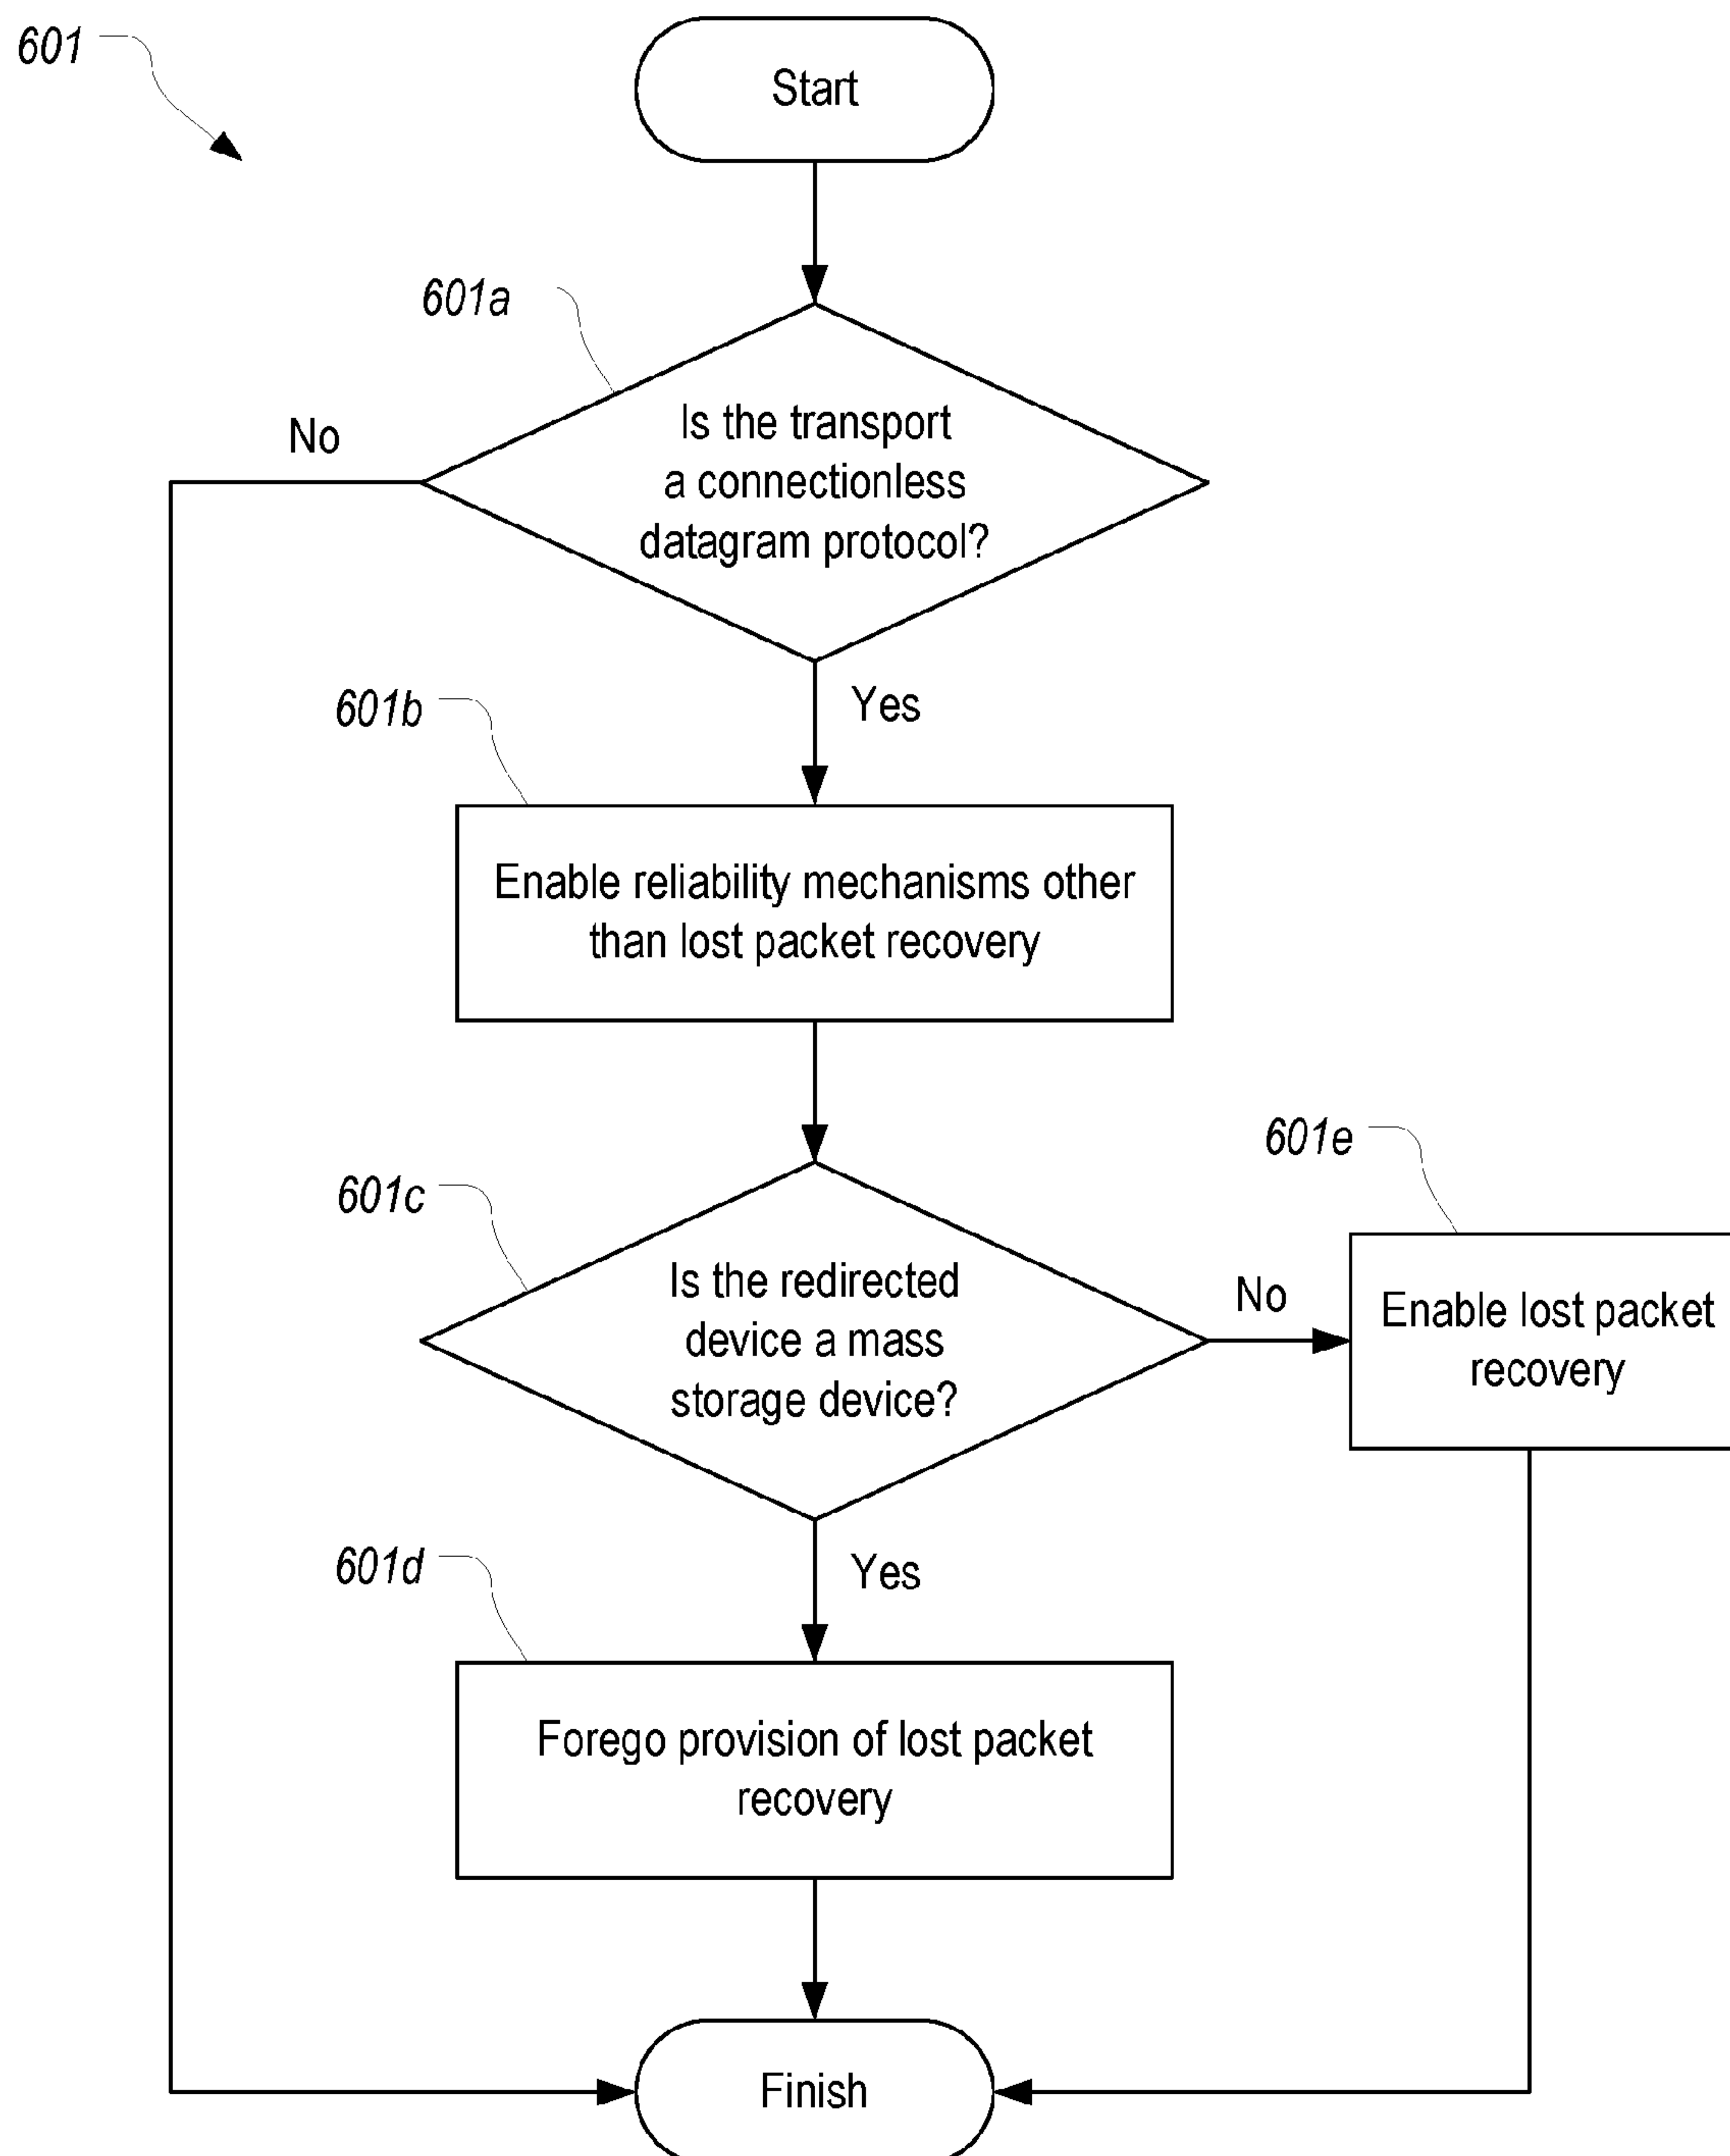 601
Start
601a
Is the transport
a connectionless
datagram protocol?
No
Yes
601b
Enable reliability mechanisms other
than lost packet recovery
601c
Is the redirected
device a mass
storage device?
No
601e
Enable lost packet
recovery
Yes
601d
Forego provision of lost packet
recovery
Finish